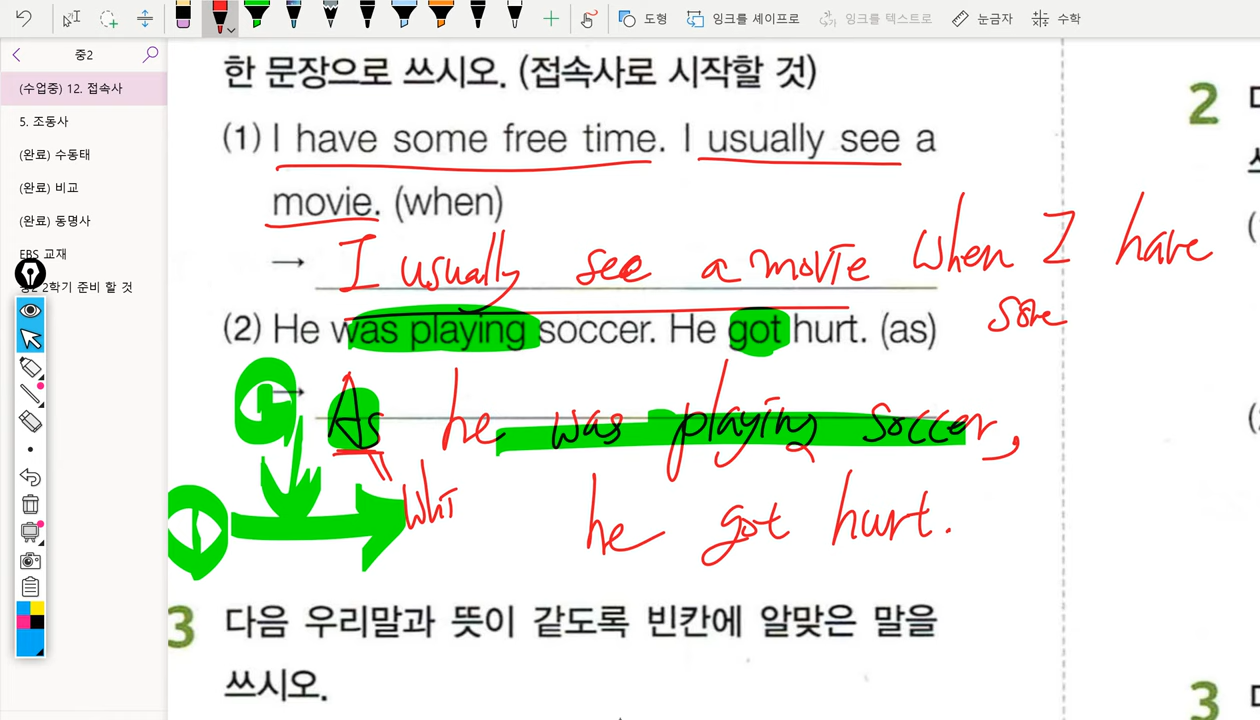 도형 잉크를 셰이프로 잉크를 텍스트로 눈금자 수학
중2
(수업중) 12. 접속사
5. 조동사
(완료) 수동태
(완료) 비교
(완료) 동명사
EBS 교재
2학기 준비 할 것
한 문장으로 쓰시오. (접속사로 시작할 것)
(1) I have some free time. I usually see a
movie. (when)
→ I usually see a movie when I have
some
(2) He was playing soccer. He got hurt. (as)
→ As he was playing soccer,
he got hurt.
3 다음 우리말과 뜻이 같도록 빈칸에 알맞은 말을
쓰시오.
2
3